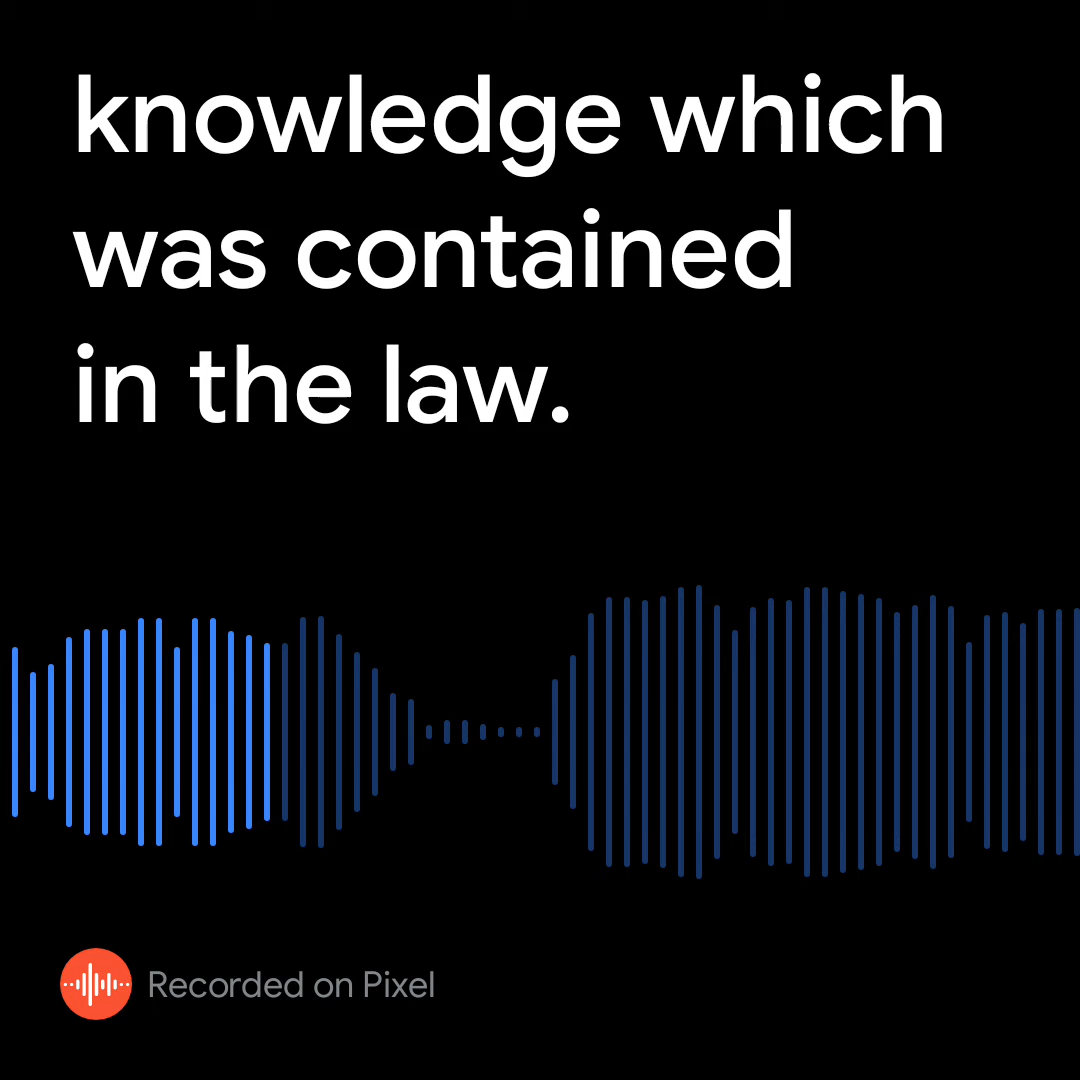 knowledge which
was contained
in the law.
Recorded on Pixel